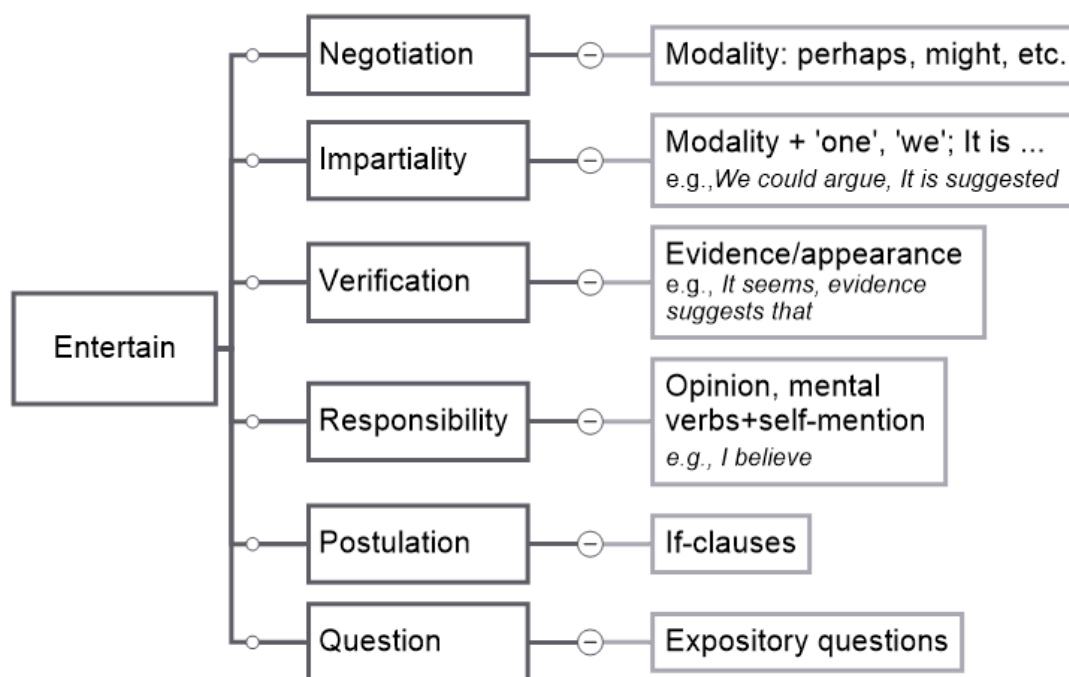 Negotiation
Modality: perhaps, might, etc.
Impartiality
Modality + 'one', 'we'; It is ...
e.g.,We could argue, It is suggested
Verification
Evidence/appearance
e.g., It seems, evidence
suggests that
Entertain
Responsibility
Opinion, mental
verbs+self-mention
e.g., I believe
Postulation
If-clauses
Question
Expository questions